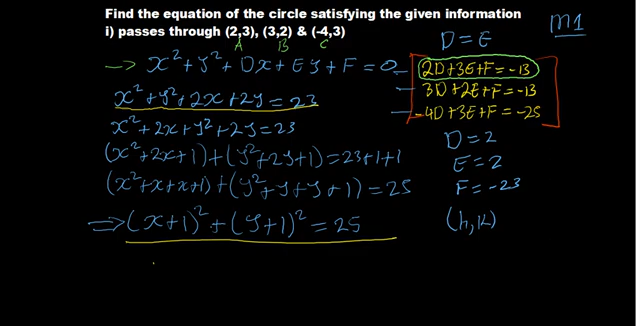 Find the equation of the circle satisfying the given information
i) passes through (2,3), (3,2) & (-4,3)
M1
A B C
D = E
→ x² + y² + Dx + Ey + F = 0
2D + 3E + F = -13
3D + 2E + F = -13
-4D + 3E + F = -25
x² + y² + 2x + 2y = 23
x² + 2x + y² + 2y = 23
D = 2
(x² + 2x + 1) + (y² + 2y + 1) = 23 + 1 + 1
E = 2
(x² + x + x + 1) + (y² + y + y + 1) = 25
F = -23
⇒ (x + 1)² + (y + 1)² = 25
(h, k)